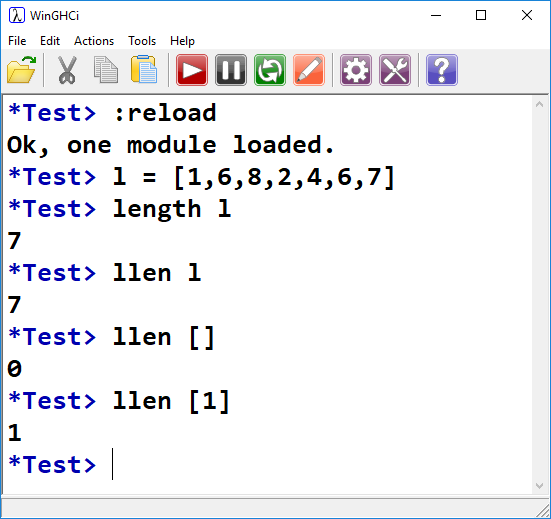 WinGHCi
File Edit Actions Tools Help
*Test> :reload
Ok, one module loaded.
*Test> l = [1,6,8,2,4,6,7]
*Test> length l
7
*Test> llen l
7
*Test> llen []
0
*Test> llen [1]
1
*Test>